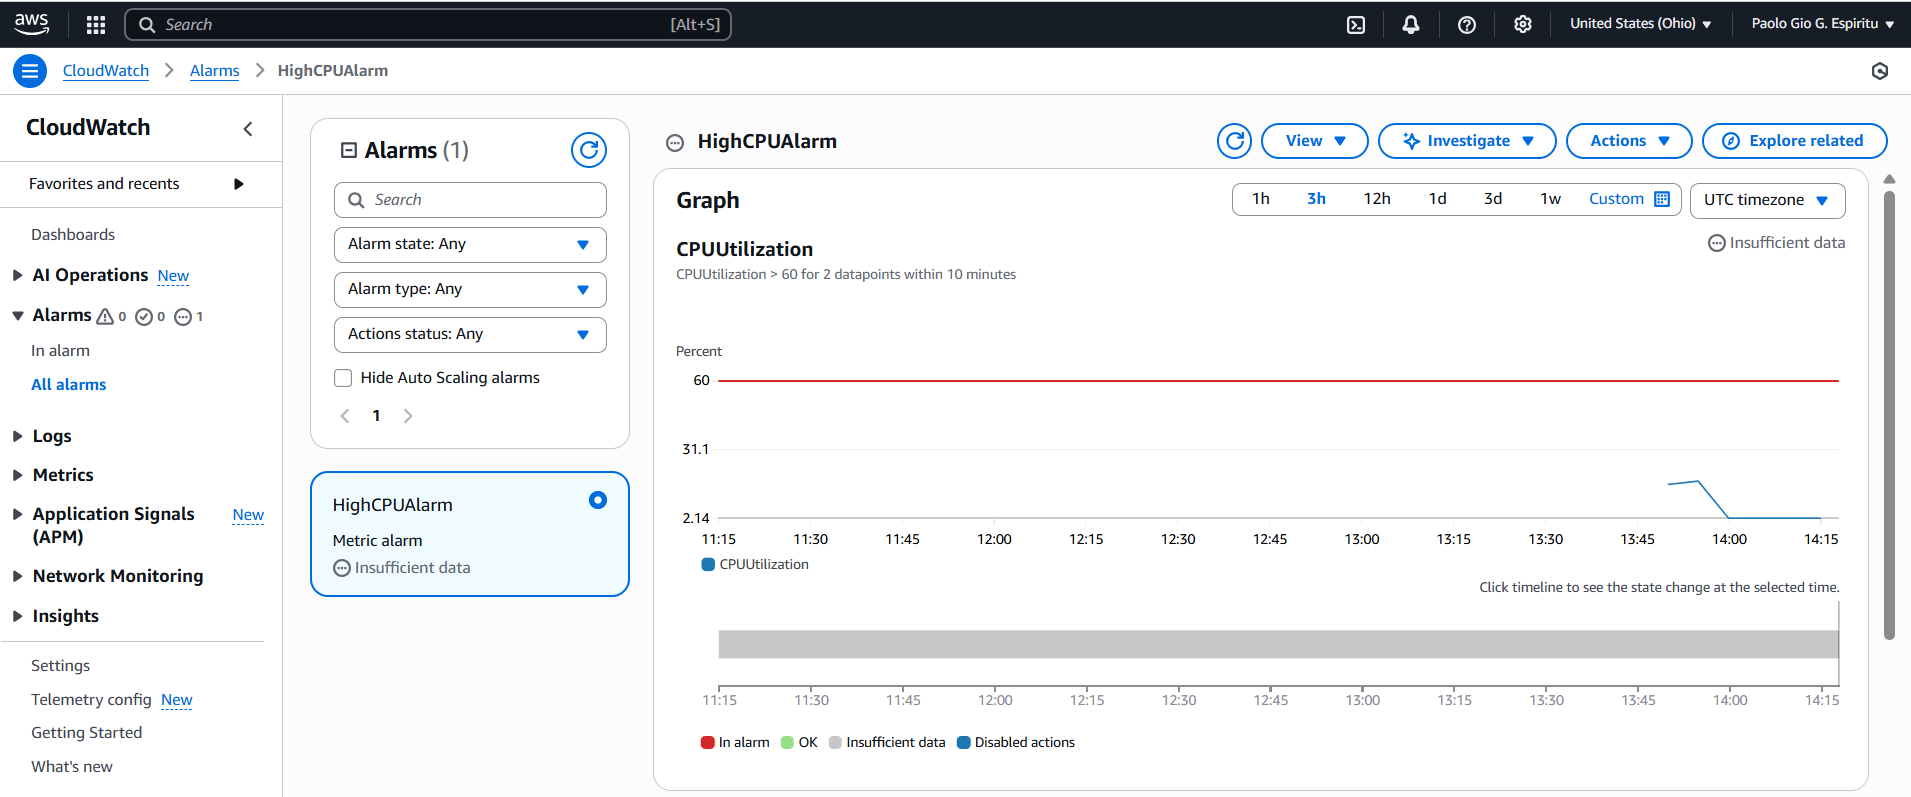 aws
Search [Alt+S]
United States (Ohio)
Paolo Gio G. Espiritu
CloudWatch
Alarms
HighCPUAlarm
CloudWatch
Favorites and recents
Dashboards
AI Operations New
Alarms 0 0 1
In alarm
All alarms
Logs
Metrics
Application Signals New
(APM)
Network Monitoring
Insights
Settings
Telemetry config New
Getting Started
What's new
Alarms (1)
Search
Alarm state: Any
Alarm type: Any
Actions status: Any
Hide Auto Scaling alarms
1
HighCPUAlarm
Metric alarm
Insufficient data
HighCPUAlarm
View
Investigate
Actions
Explore related
Graph
1h 3h 12h 1d 3d 1w Custom
UTC timezone
CPUUtilization
Insufficient data
CPUUtilization > 60 for 2 datapoints within 10 minutes
Percent
60
31.1
2.14
11:15 11:30 11:45 12:00 12:15 12:30 12:45 13:00 13:15 13:30 13:45 14:00 14:15
CPUUtilization
Click timeline to see the state change at the selected time.
11:15 11:30 11:45 12:00 12:15 12:30 12:45 13:00 13:15 13:30 13:45 14:00 14:15
In alarm OK Insufficient data Disabled actions